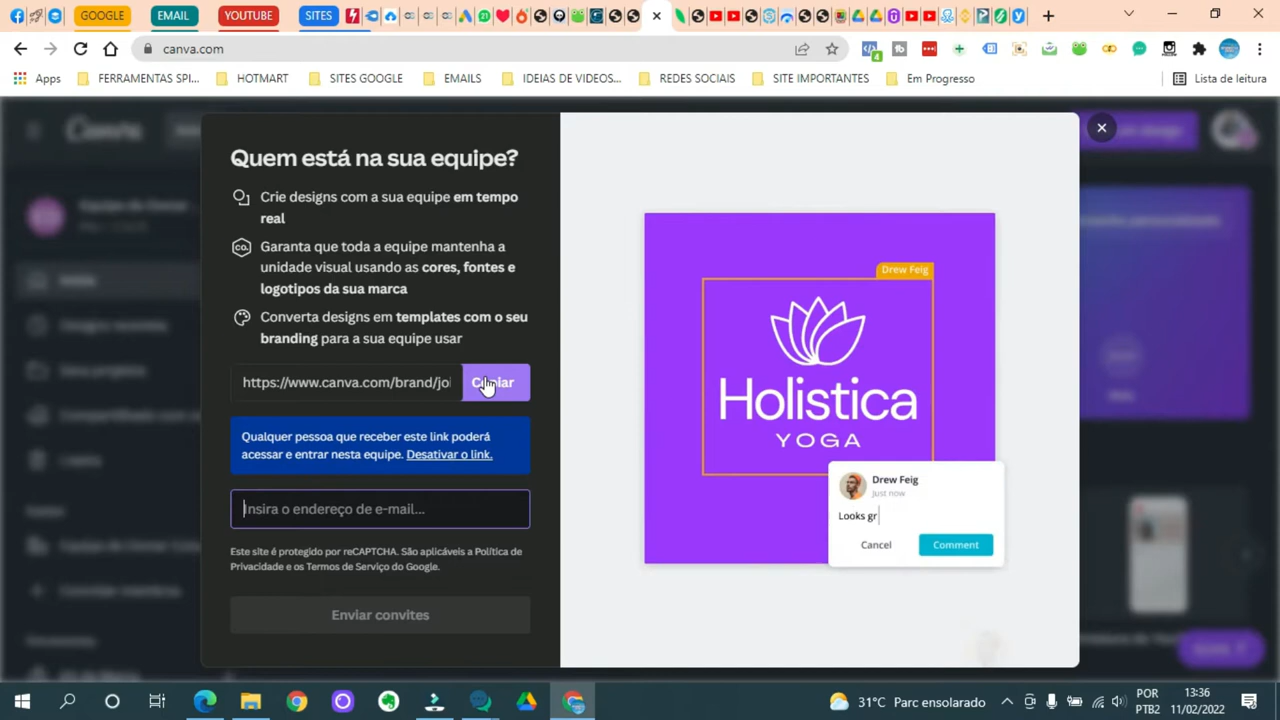 GOOGLE
EMAIL
YOUTUBE
SITES
canva.com
4
Apps
FERRAMENTAS SPI...
HOTMART
SITES GOOGLE
EMAILS
IDEIAS DE VIDEOS...
REDES SOCIAIS
SITE IMPORTANTES
Em Progresso
Lista de leitura
Canva
Quem está na sua equipe?
Crie designs com a sua equipe em tempo
real
Garanta que toda a equipe mantenha a
unidade visual usando as cores, fontes e
logotipos da sua marca
Converta designs em templates com o seu
branding para a sua equipe usar
https://www.canva.com/brand/joi
Copiar
Qualquer pessoa que receber este link poderá
acessar e entrar nesta equipe. Desativar o link.
Insira o endereço de e-mail...
Este site é protegido por reCAPTCHA. São aplicáveis a Política de
Privacidade e os Termos de Serviço do Google.
Enviar convites
Drew Feig
Holistica
YOGA
Drew Feig
Just now
Looks gr
Cancel
Comment
31°C Parc ensolarado
POR
PTB2
13:36
11/02/2022